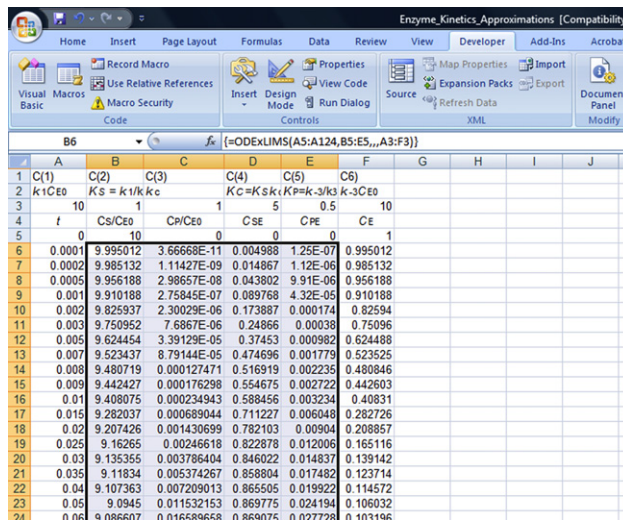 Enzyme_Kinetics_Approximations [Compatibility
Home Insert Page Layout Formulas Data Review View Developer Add-Ins Acroba
Visual Basic Macros Record Macro Use Relative References Macro Security Code
Insert Design Mode Properties View Code Run Dialog Controls
Source Map Properties Expansion Packs Refresh Data Import Export XML
Documen Panel Modify
B6 fx {=ODExLIMS(A5:A124,B5:E5,,,A3:F3)}
A B C D E F G H I J
1 C(1) C(2) C(3) C(4) C(5) C(6)
2 k1CE0 KS = k1/k kc KC=KSkc KP=k-3/k3 k-3CE0
3 10 1 1 5 0.5 10
4 t CS/CE0 CP/CE0 CSE CPE CE
5 0 10 0 0 0 1
6 0.0001 9.995012 3.66668E-11 0.004988 1.25E-07 0.995012
7 0.0002 9.985132 1.11427E-09 0.014867 1.12E-06 0.985132
8 0.0005 9.956188 2.98657E-08 0.043802 9.91E-06 0.956188
9 0.001 9.910188 2.75845E-07 0.089768 4.32E-05 0.910188
10 0.002 9.825937 2.30029E-06 0.173887 0.000174 0.82594
11 0.003 9.750952 7.6867E-06 0.24866 0.00038 0.75096
12 0.005 9.624454 3.39129E-05 0.37453 0.000982 0.624488
13 0.007 9.523437 8.79144E-05 0.474696 0.001779 0.523525
14 0.008 9.480719 0.000127471 0.516919 0.002235 0.480846
15 0.009 9.442427 0.000176298 0.554675 0.002722 0.442603
16 0.01 9.408075 0.000234943 0.588456 0.003234 0.40831
17 0.015 9.282037 0.000689044 0.711227 0.006048 0.282726
18 0.02 9.207426 0.001430699 0.782103 0.00904 0.208857
19 0.025 9.16265 0.00246618 0.822878 0.012006 0.165116
20 0.03 9.135355 0.003786404 0.846022 0.014837 0.139142
21 0.035 9.11834 0.005374267 0.858804 0.017482 0.123714
22 0.04 9.107363 0.007209013 0.865505 0.019922 0.114572
23 0.05 9.0945 0.011532153 0.869775 0.024194 0.106032
24 0.06 9.086607 0.016589658 0.869075 0.027728 0.103196